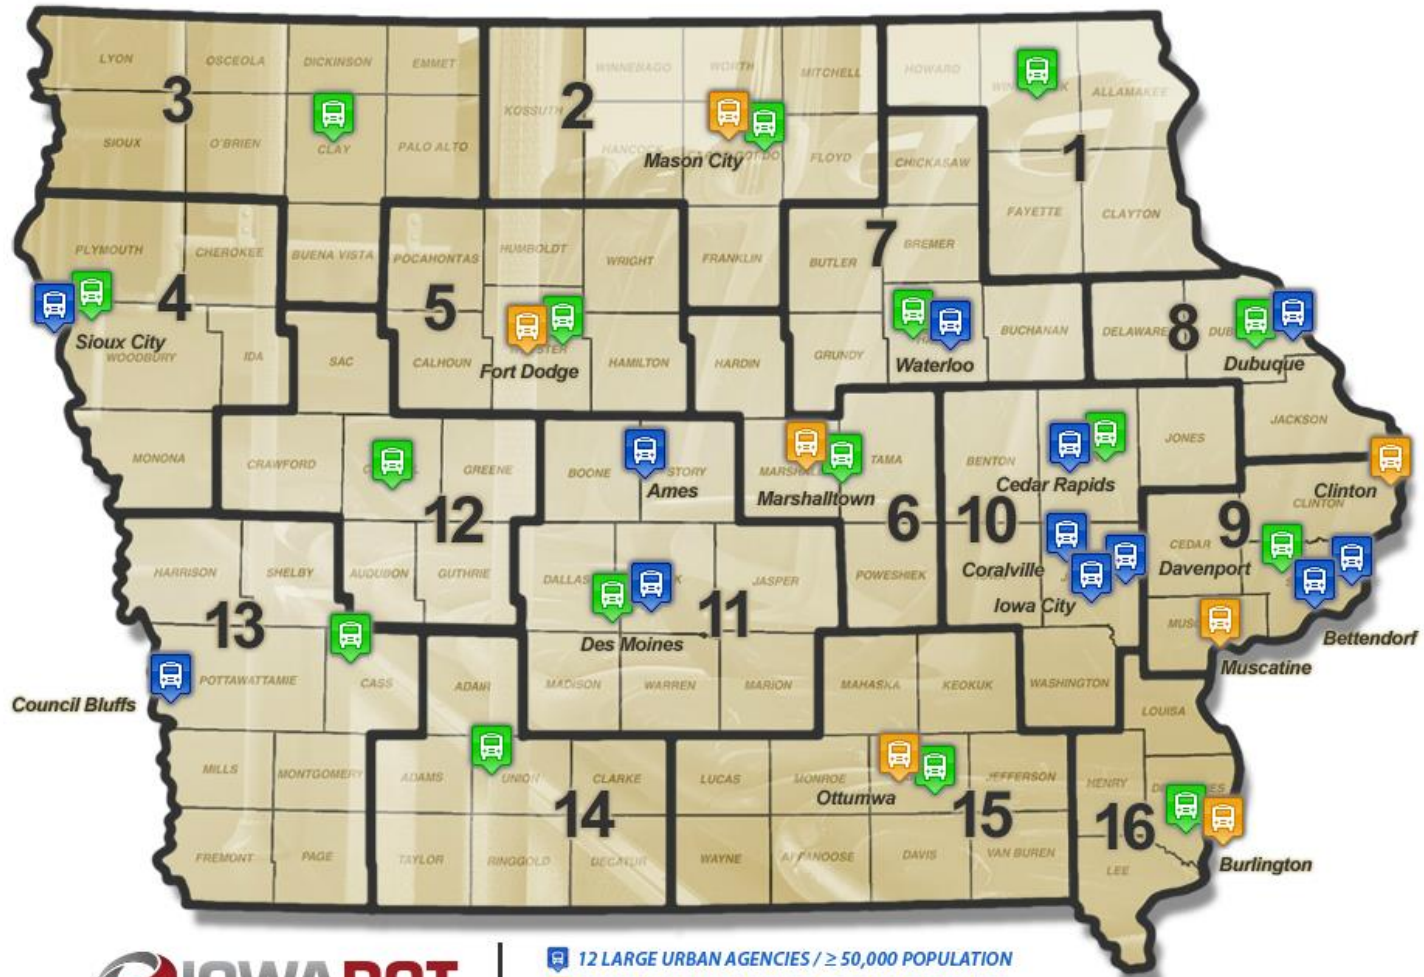 LYON
OSCEOLA
DICKINSON
EMMET
WINNEBAGO
WORTH
MITCHELL
HOWARD
ALLAMAKEE
3
2
KOSSUTH
SIOUX
O'BRIEN
CLAY
PALO ALTO
HANCOCK
Mason City
FLOYD
CHICKASAW
1
FAYETTE
CLAYTON
PLYMOUTH
CHEROKEE
BUENA VISTA
POCAHONTAS
HUMBOLDT
WRIGHT
FRANKLIN
BUTLER
7
BREMER
4
Sioux City
WOODBURY
IDA
SAC
5
CALHOUN
Fort Dodge
HAMILTON
HARDIN
GRUNDY
Waterloo
BUCHANAN
DELAWARE
8
Dubuque
JACKSON
MONONA
CRAWFORD
GREENE
BOONE
STORY
Ames
Marshalltown
TAMA
BENTON
Cedar Rapids
JONES
Clinton
CLINTON
12
6
10
9
CEDAR
Davenport
HARRISON
SHELBY
AUDUBON
GUTHRIE
DALLAS
JASPER
POWESHIEK
Coralville
Iowa City
13
11
Des Moines
Bettendorf
Muscatine
Council Bluffs
POTTAWATTAMIE
CASS
ADAIR
MADISON
WARREN
MARION
MAHASKA
KEOKUK
WASHINGTON
LOUISA
MILLS
MONTGOMERY
ADAMS
UNION
CLARKE
LUCAS
MONROE
Ottumwa
JEFFERSON
HENRY
14
15
16
FREMONT
PAGE
TAYLOR
RINGGOLD
DECATUR
WAYNE
APPANOOSE
DAVIS
VAN BUREN
LEE
Burlington
IOWA DOT
12 LARGE URBAN AGENCIES / ≥ 50,000 POPULATION